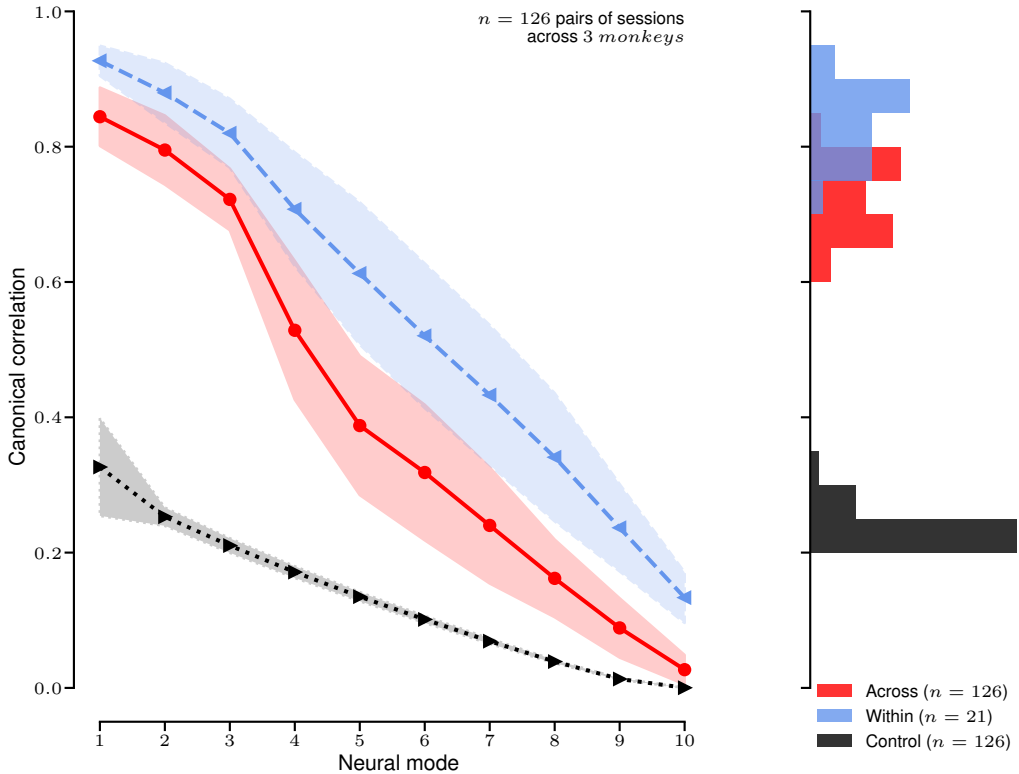 n = 126 pairs of sessions
across 3 monkeys
Canonical correlation
1.0
0.8
0.6
0.4
0.2
0.0
1 2 3 4 5 6 7 8 9 10
Neural mode
Across (n = 126)
Within (n = 21)
Control (n = 126)